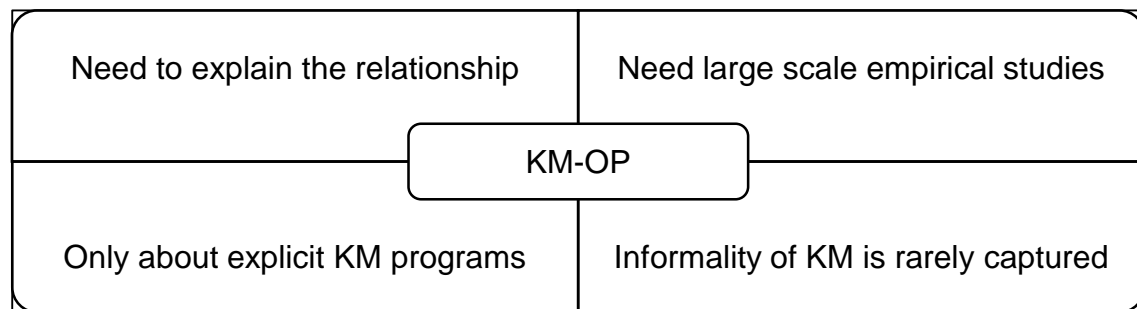 Need to explain the relationship
Need large scale empirical studies
KM-OP
Only about explicit KM programs
Informality of KM is rarely captured